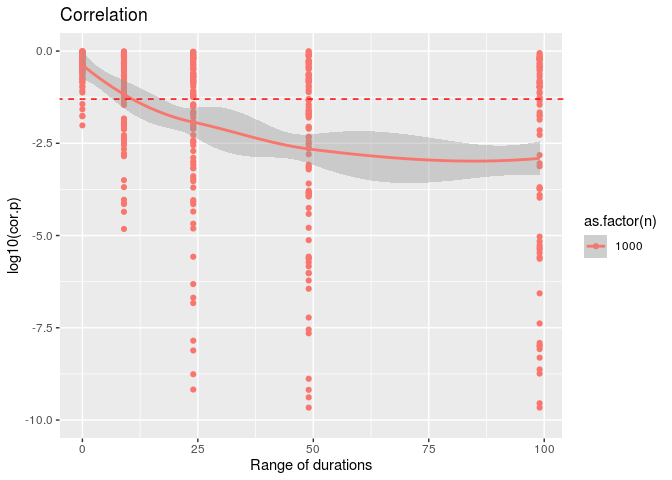 Correlation
0.0
-2.5
-5.0
-7.5
-10.0
log10(cor.p)
0
25
50
75
100
Range of durations
as.factor(n)
1000